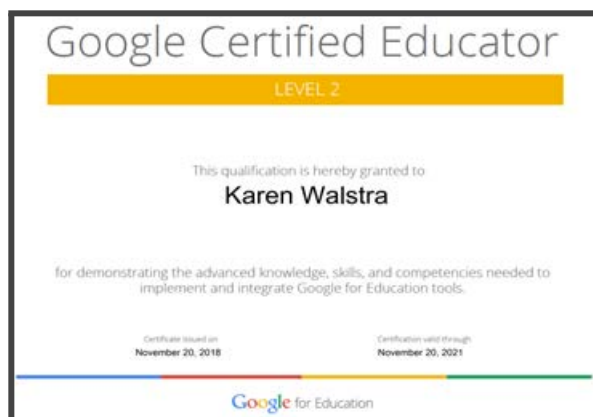 Google Certified Educator
LEVEL 2
This qualification is hereby granted to
Karen Walstra
for demonstrating the advanced knowledge, skills, and competencies needed to
implement and integrate Google for Education tools.
Certificate issued on
November 20, 2018
Certification valid through
November 20, 2021
Google for Education